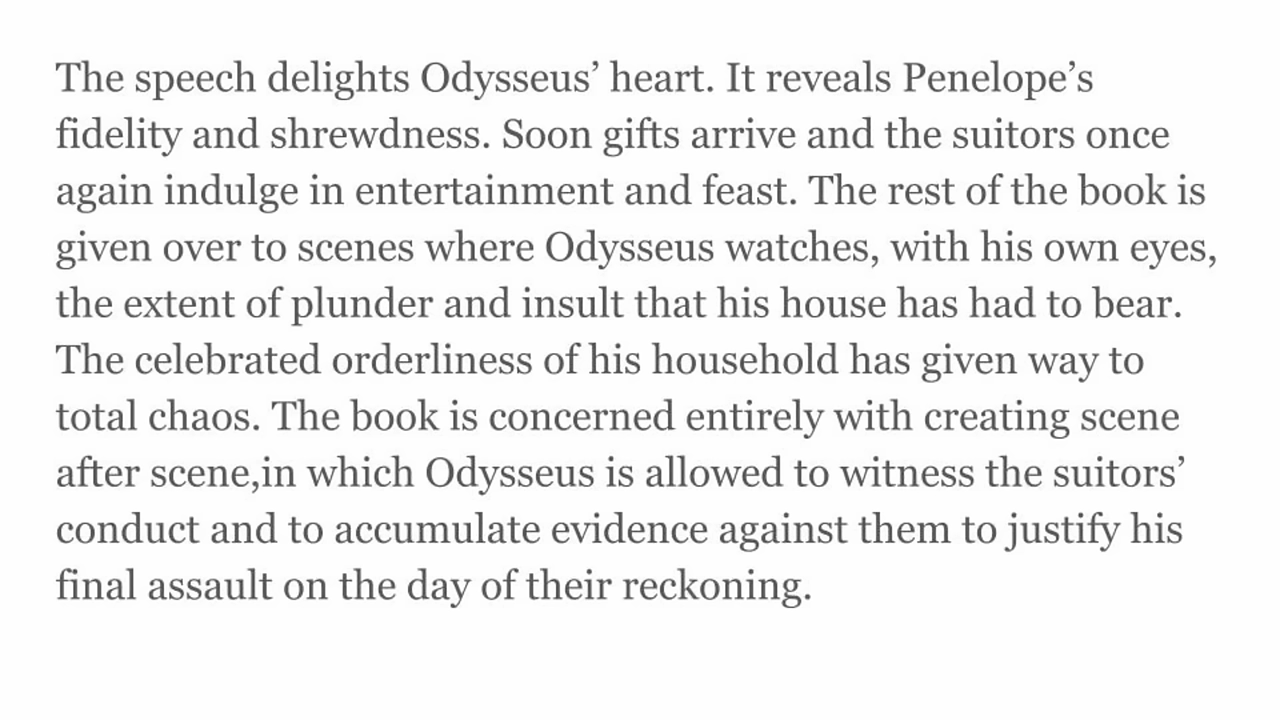 The speech delights Odysseus’ heart. It reveals Penelope’s
fidelity and shrewdness. Soon gifts arrive and the suitors once
again indulge in entertainment and feast. The rest of the book is
given over to scenes where Odysseus watches, with his own eyes,
the extent of plunder and insult that his house has had to bear.
The celebrated orderliness of his household has given way to
total chaos. The book is concerned entirely with creating scene
after scene,in which Odysseus is allowed to witness the suitors’
conduct and to accumulate evidence against them to justify his
final assault on the day of their reckoning.